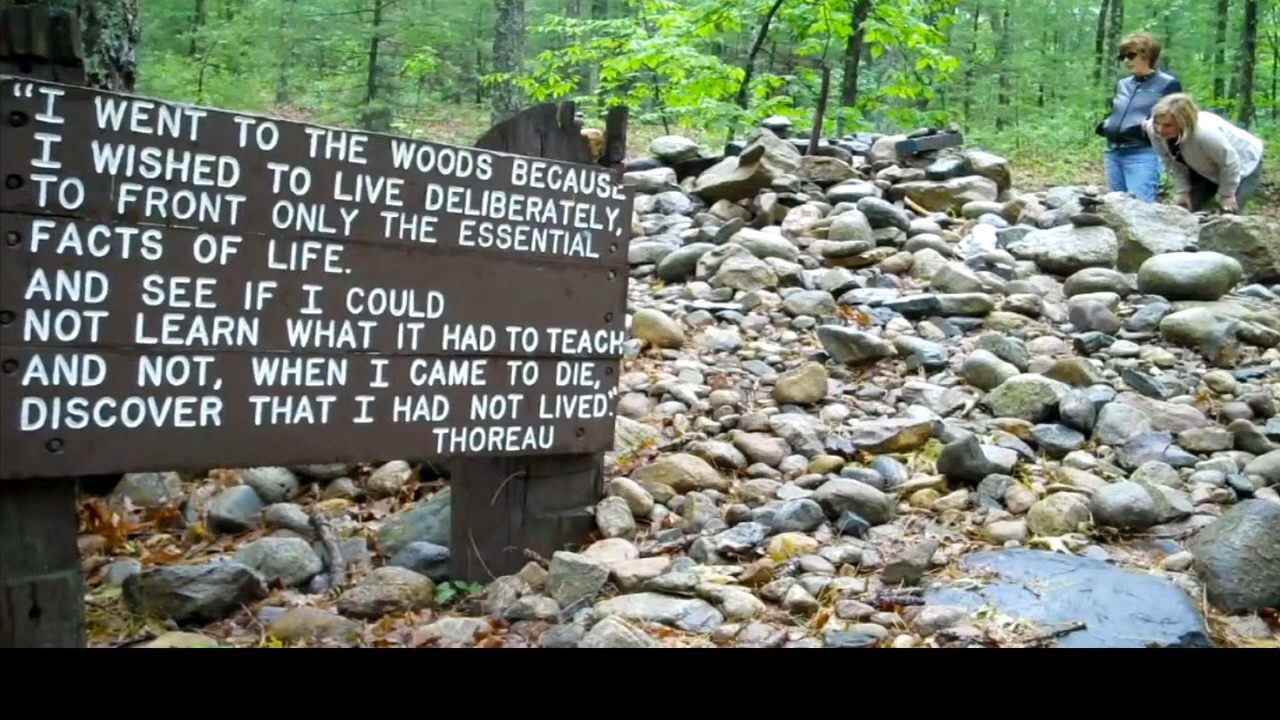 “I WENT TO THE WOODS BECAUSE
I WISHED TO LIVE DELIBERATELY,
TO FRONT ONLY THE ESSENTIAL
FACTS OF LIFE.
AND SEE IF I COULD
NOT LEARN WHAT IT HAD TO TEACH
AND NOT, WHEN I CAME TO DIE,
DISCOVER THAT I HAD NOT LIVED.”
THOREAU